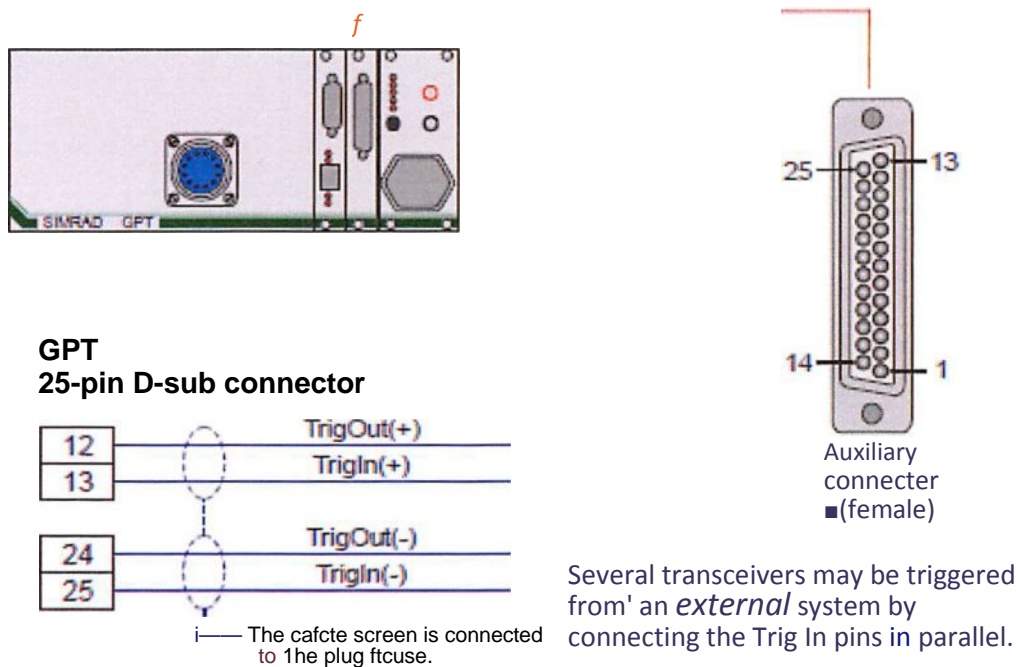 f
SIMRAD GPT
25
13
14
1
Auxiliary
connecter
■(female)
GPT
25-pin D-sub connector
12
TrigOut(+)
13
TrigIn(+)
24
TrigOut(-)
25
TrigIn(-)
i—— The cafcte screen is connected
to 1he plug ftcuse.
Several transceivers may be triggered
from' an external system by
connecting the Trig In pins in parallel.